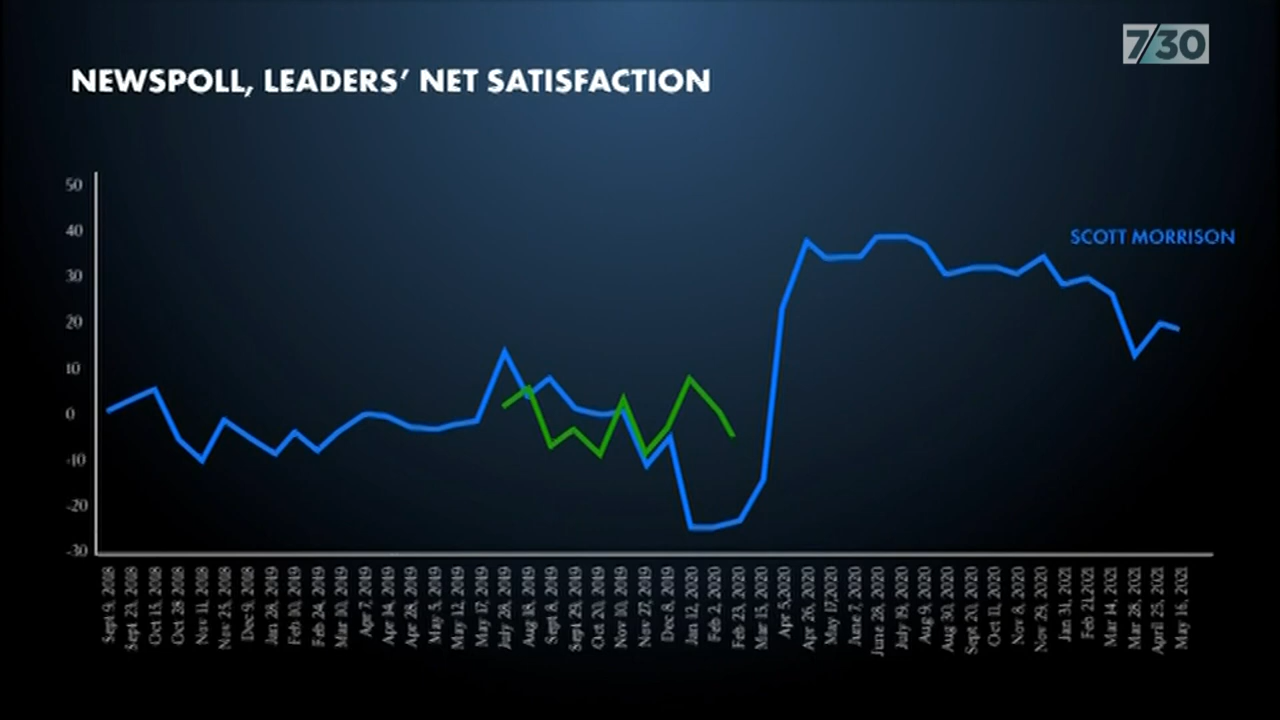 7/30
NEWSPOLL, LEADERS' NET SATISFACTION
50
40
30
20
10
0
-10
-20
-30
SCOTT MORRISON
Sept 9, 2018
Sept 23, 2018
Oct 15, 2018
Oct 28 2018
Nov 11, 2018
Nov 25, 2018
Dec 9, 2018
Jan 28, 2019
Feb 10, 2019
Feb 24, 2019
Mar 10, 2019
Apr 7, 2019
Apr 14, 2019
Apr 28, 2019
May 5, 2019
May 12, 2019
May 17, 2019
July 28, 2019
Aug 18, 2019
Sept 8, 2019
Sept 29, 2019
Oct 20, 2019
Nov 10, 2019
Nov 27, 2019
Dec 8, 2019
Jan 12, 2020
Feb 2, 2020
Feb 23, 2020
Mar 15, 2020
Apr 5,2020
Apr 26, 2020
May 17,2020
June 7, 2020
June 28, 2020
July 19, 2020
Aug 9, 2020
Aug 30, 2020
Sept 20, 2020
Oct 11, 2020
Nov 8, 2020
Nov 29, 2020
Jan 31, 2021
Feb 21,2021
Mar 14, 2021
Mar 28, 2021
April 25, 2021
May 16, 2021